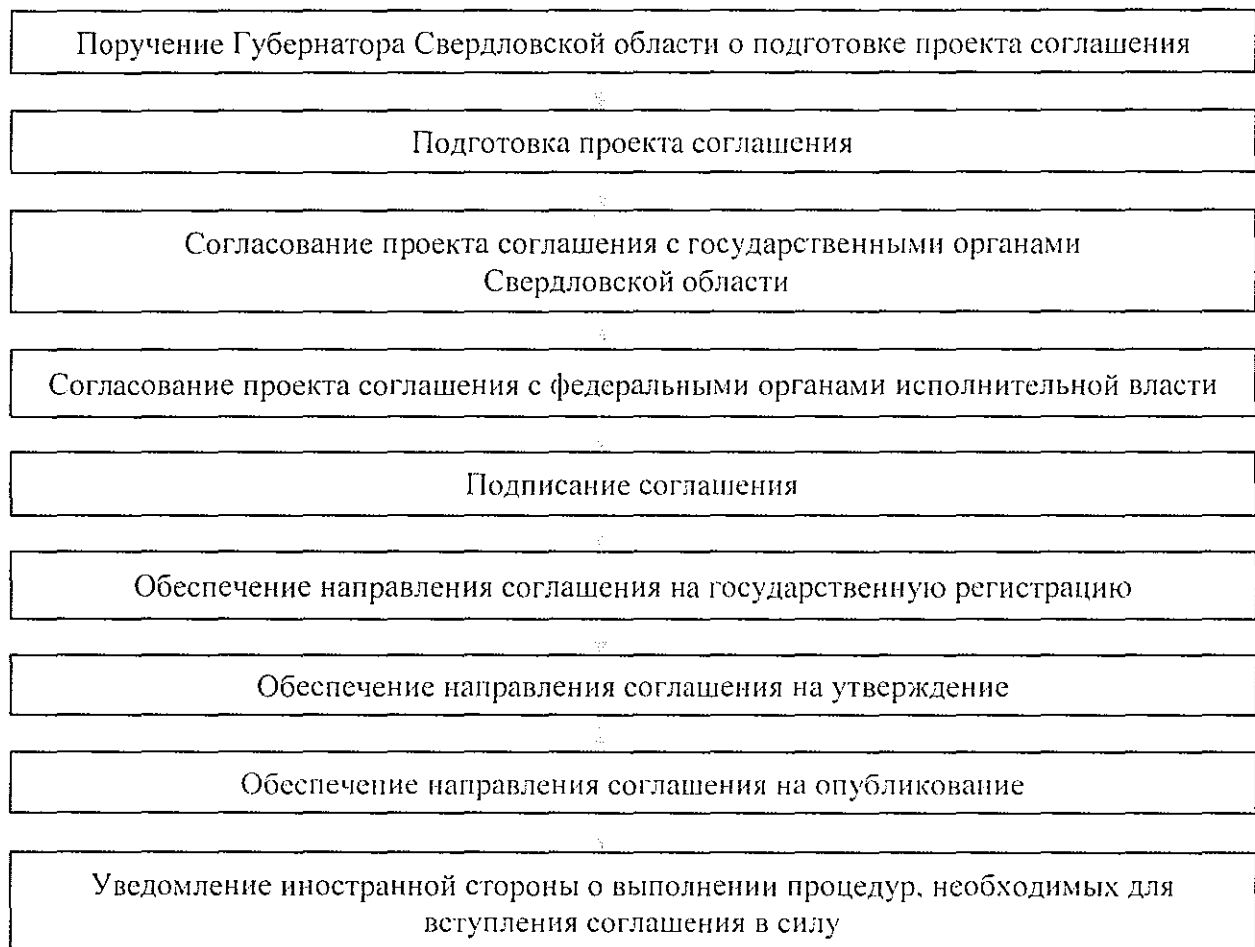 Поручение Губернатора Свердловской области о подготовке проекта соглашения
Подготовка проекта соглашения
Согласование проекта соглашения с государственными органами
Свердловской области
Согласование проекта соглашения с федеральными органами исполнительной власти
Подписание соглашения
Обеспечение направления соглашения на государственную регистрацию
Обеспечение направления соглашения на утверждение
Обеспечение направления соглашения на опубликование
Уведомление иностранной стороны о выполнении процедур, необходимых для
вступления соглашения в силу